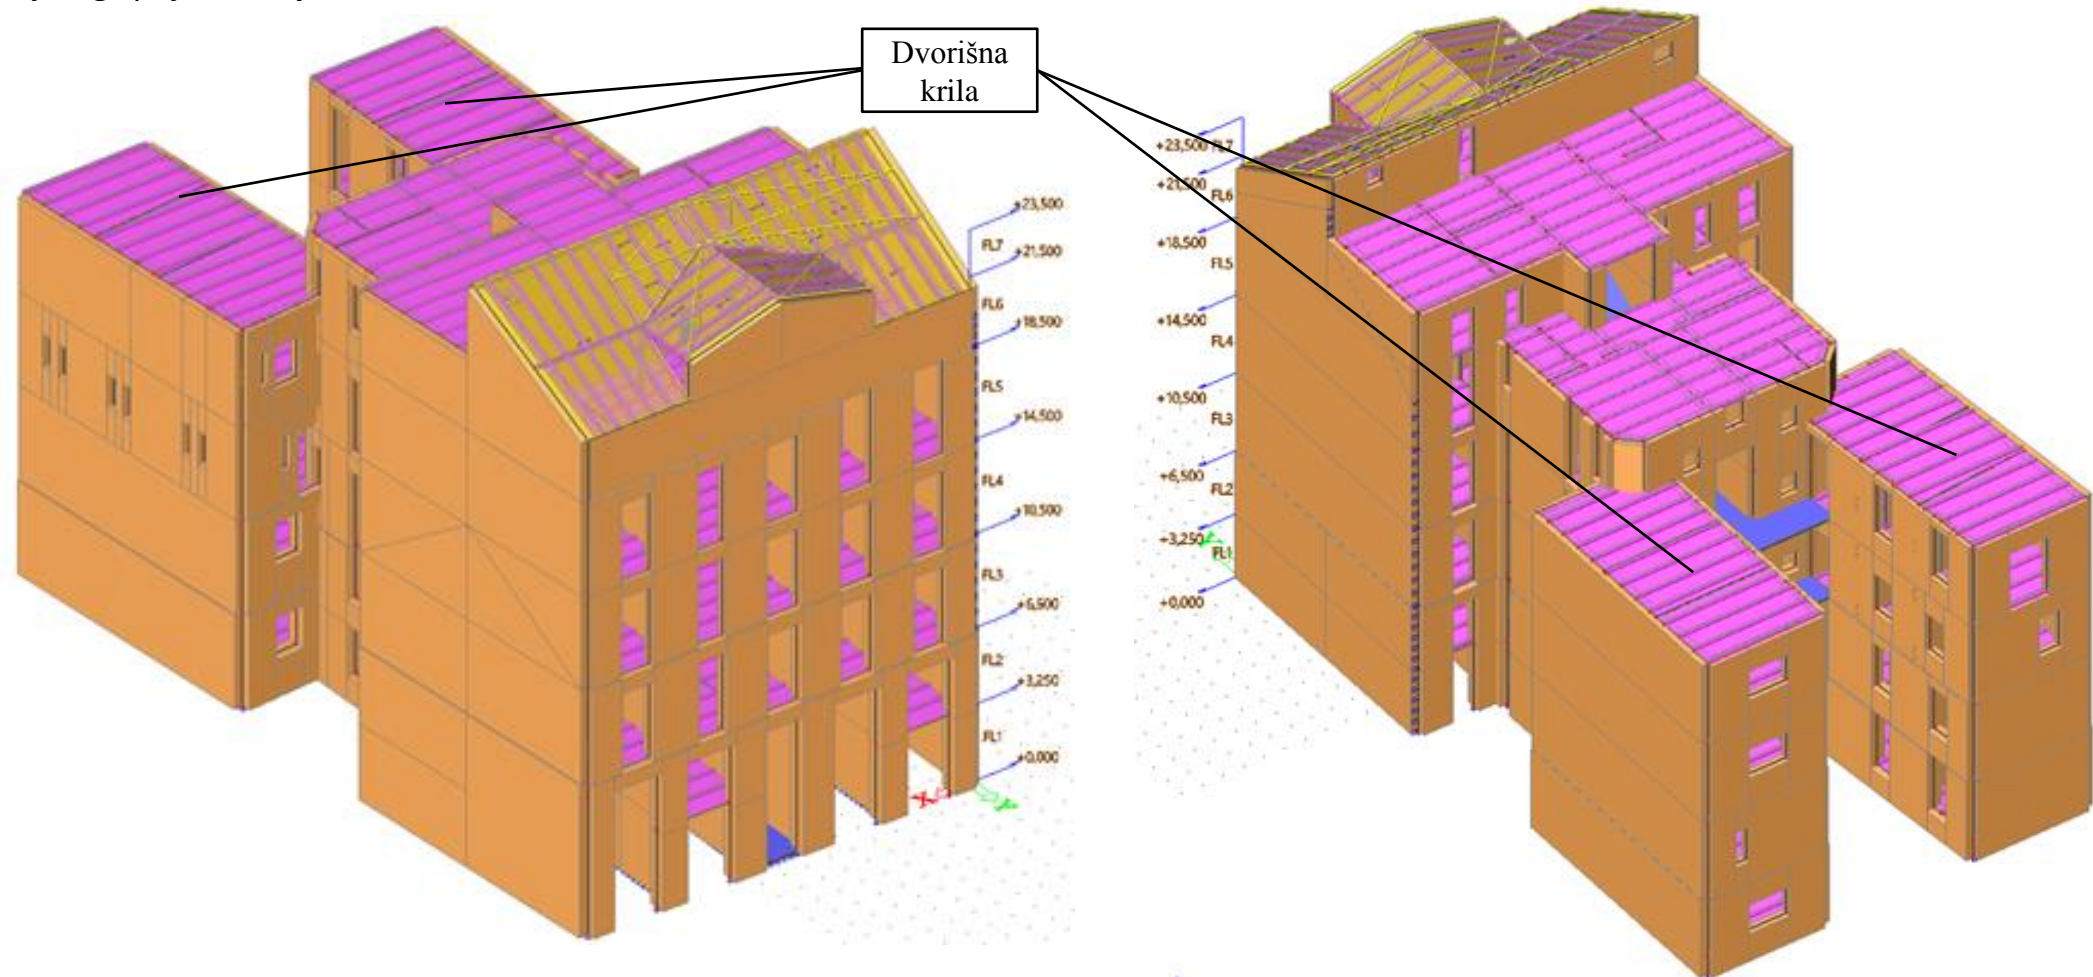 Dvorišna
krila
+23,500
FL7
+21,500
FL6
+18,500
FL5
+14,500
FL4
+10,500
FL3
+6,500
FL2
+3,250
FL1
+0,000
X
Y
+23,500 FL7
+21,500
FL6
+18,500
FL5
+14,500
FL4
+10,500
FL3
+6,500
FL2
+3,250
FL1
+0,000